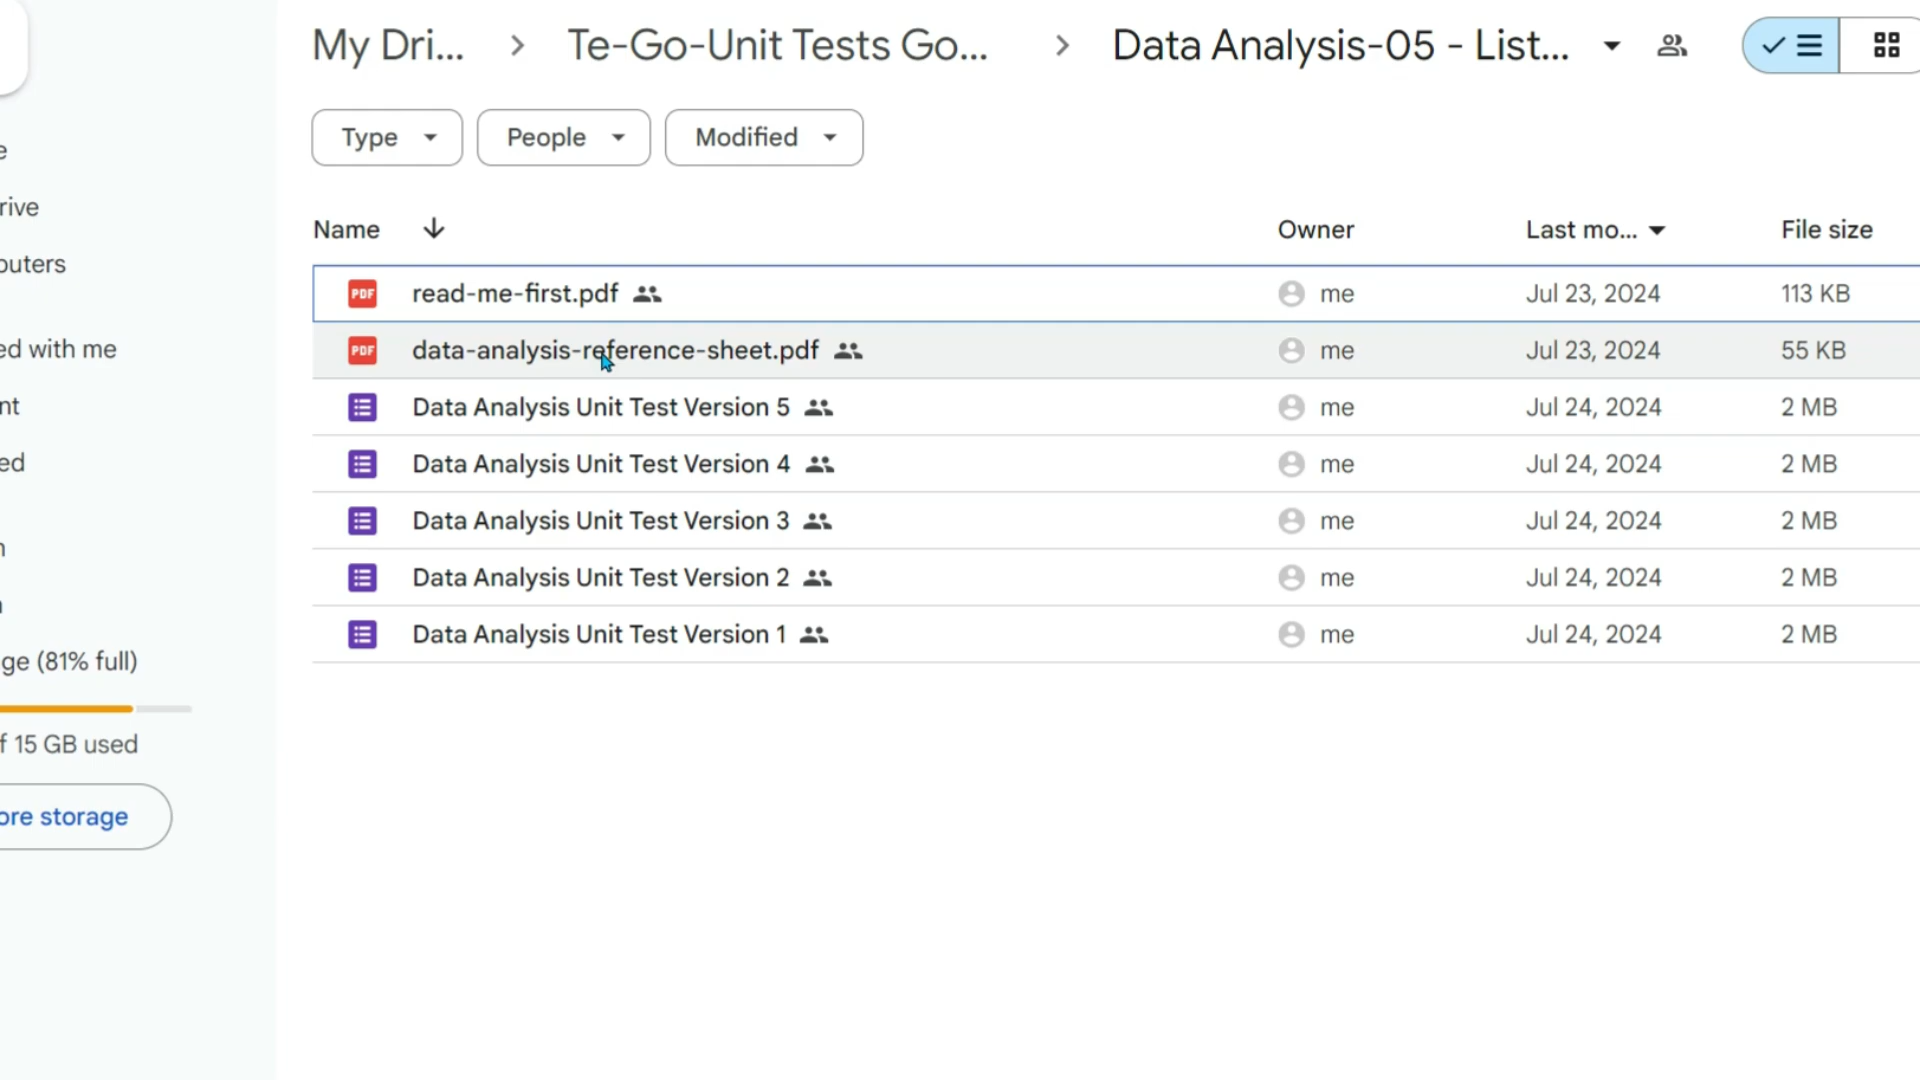 My Dri... > Te-Go-Unit Tests Go... > Data Analysis-05 - List...
Type People Modified
Name Owner Last mo... File size
PDF read-me-first.pdf me Jul 23, 2024 113 KB
PDF data-analysis-reference-sheet.pdf me Jul 23, 2024 55 KB
Data Analysis Unit Test Version 5 me Jul 24, 2024 2 MB
Data Analysis Unit Test Version 4 me Jul 24, 2024 2 MB
Data Analysis Unit Test Version 3 me Jul 24, 2024 2 MB
Data Analysis Unit Test Version 2 me Jul 24, 2024 2 MB
Data Analysis Unit Test Version 1 me Jul 24, 2024 2 MB
e
rive
puters
ed with me
nt
ed
ge (81% full)
f 15 GB used
ore storage